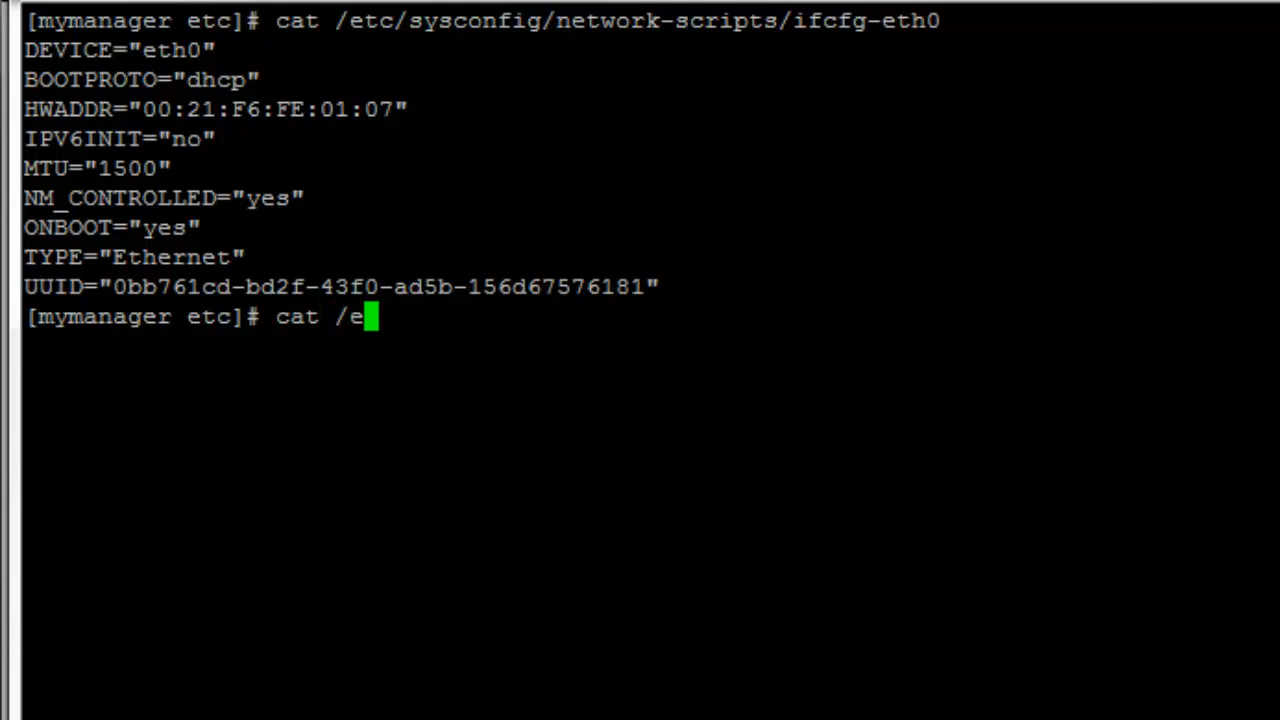 [mymanager etc]# cat /etc/sysconfig/network-scripts/ifcfg-eth0
DEVICE="eth0"
BOOTPROTO="dhcp"
HWADDR="00:21:F6:FE:01:07"
IPV6INIT="no"
MTU="1500"
NM_CONTROLLED="yes"
ONBOOT="yes"
TYPE="Ethernet"
UUID="0bb761cd-bd2f-43f0-ad5b-156d67576181"
[mymanager etc]# cat /e